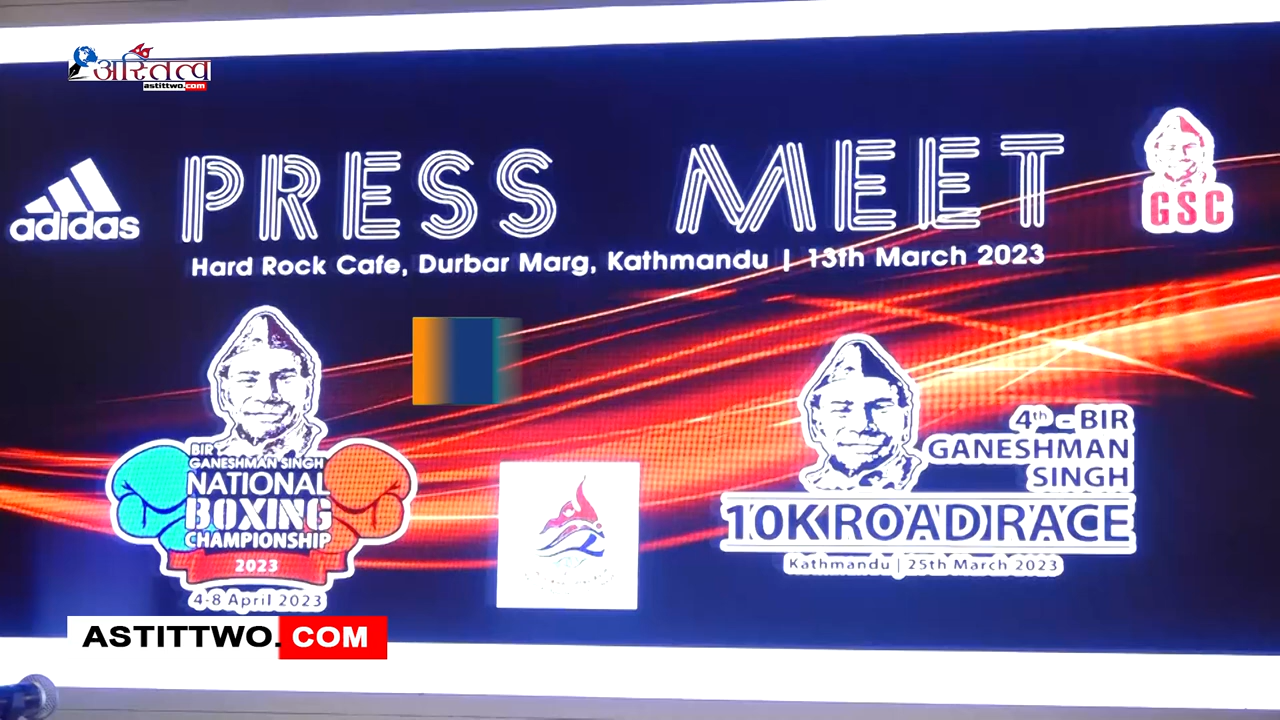 अस्तित्व
astittwo.com
adidas
PRESS MEET
GSC
Hard Rock Cafe, Durbar Marg, Kathmandu | 13th March 2023
BIR
GANESHMAN SINGH
NATIONAL
BOXING
CHAMPIONSHIP
2023
4-8 April 2023
4th - BIR
GANESHMAN
SINGH
10K ROAD RACE
Kathmandu | 25th March 2023
ASTITTWO.COM